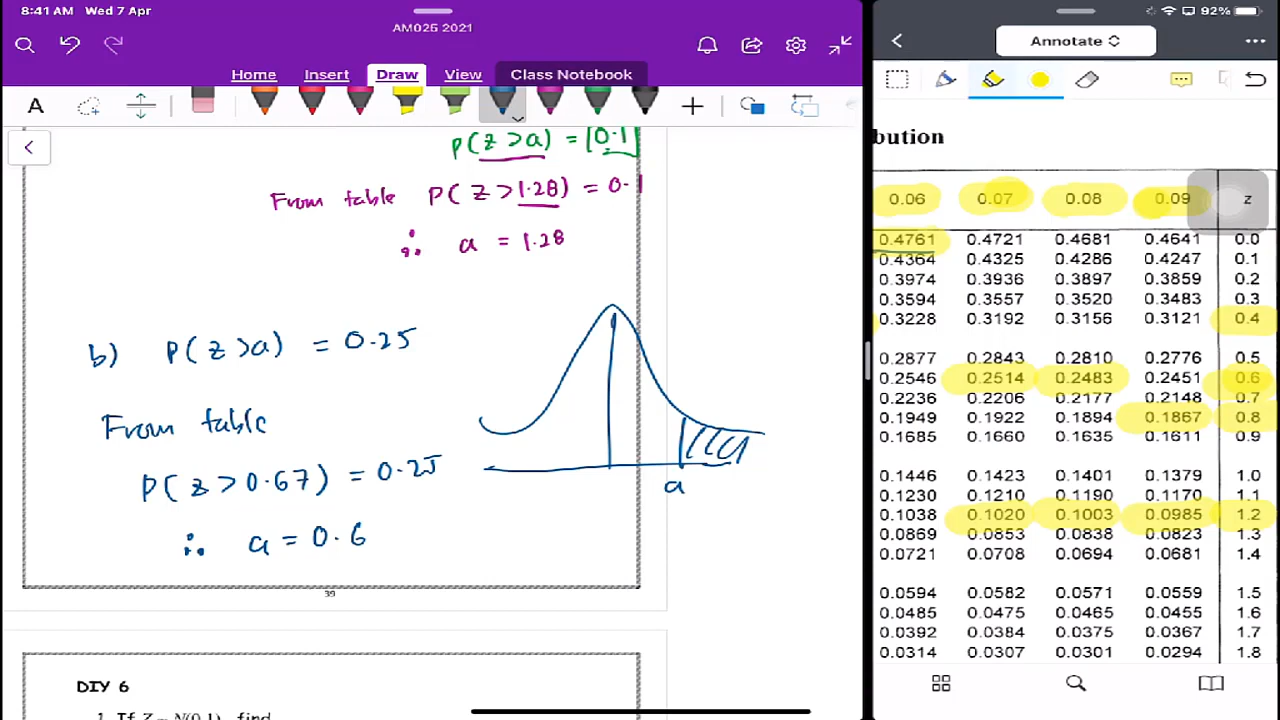 8:41 AM Wed 7 Apr
AM025 2021
Home Insert Draw View Class Notebook
A
P(z>a) = 0.1
From table P(z>1.28) = 0.1
∴ a = 1.28
b) P(z>a) = 0.25
From table
P(z>0.67) = 0.25
∴ a = 0.6
a
39
DIY 6
1. If Z ~ N(0,1), find
92%
Annotate
bution
0.06 0.07 0.08 0.09 z
0.4761 0.4721 0.4681 0.4641 0.0
0.4364 0.4325 0.4286 0.4247 0.1
0.3974 0.3936 0.3897 0.3859 0.2
0.3594 0.3557 0.3520 0.3483 0.3
0.3228 0.3192 0.3156 0.3121 0.4
0.2877 0.2843 0.2810 0.2776 0.5
0.2546 0.2514 0.2483 0.2451 0.6
0.2236 0.2206 0.2177 0.2148 0.7
0.1949 0.1922 0.1894 0.1867 0.8
0.1685 0.1660 0.1635 0.1611 0.9
0.1446 0.1423 0.1401 0.1379 1.0
0.1230 0.1210 0.1190 0.1170 1.1
0.1038 0.1020 0.1003 0.0985 1.2
0.0869 0.0853 0.0838 0.0823 1.3
0.0721 0.0708 0.0694 0.0681 1.4
0.0594 0.0582 0.0571 0.0559 1.5
0.0485 0.0475 0.0465 0.0455 1.6
0.0392 0.0384 0.0375 0.0367 1.7
0.0314 0.0307 0.0301 0.0294 1.8